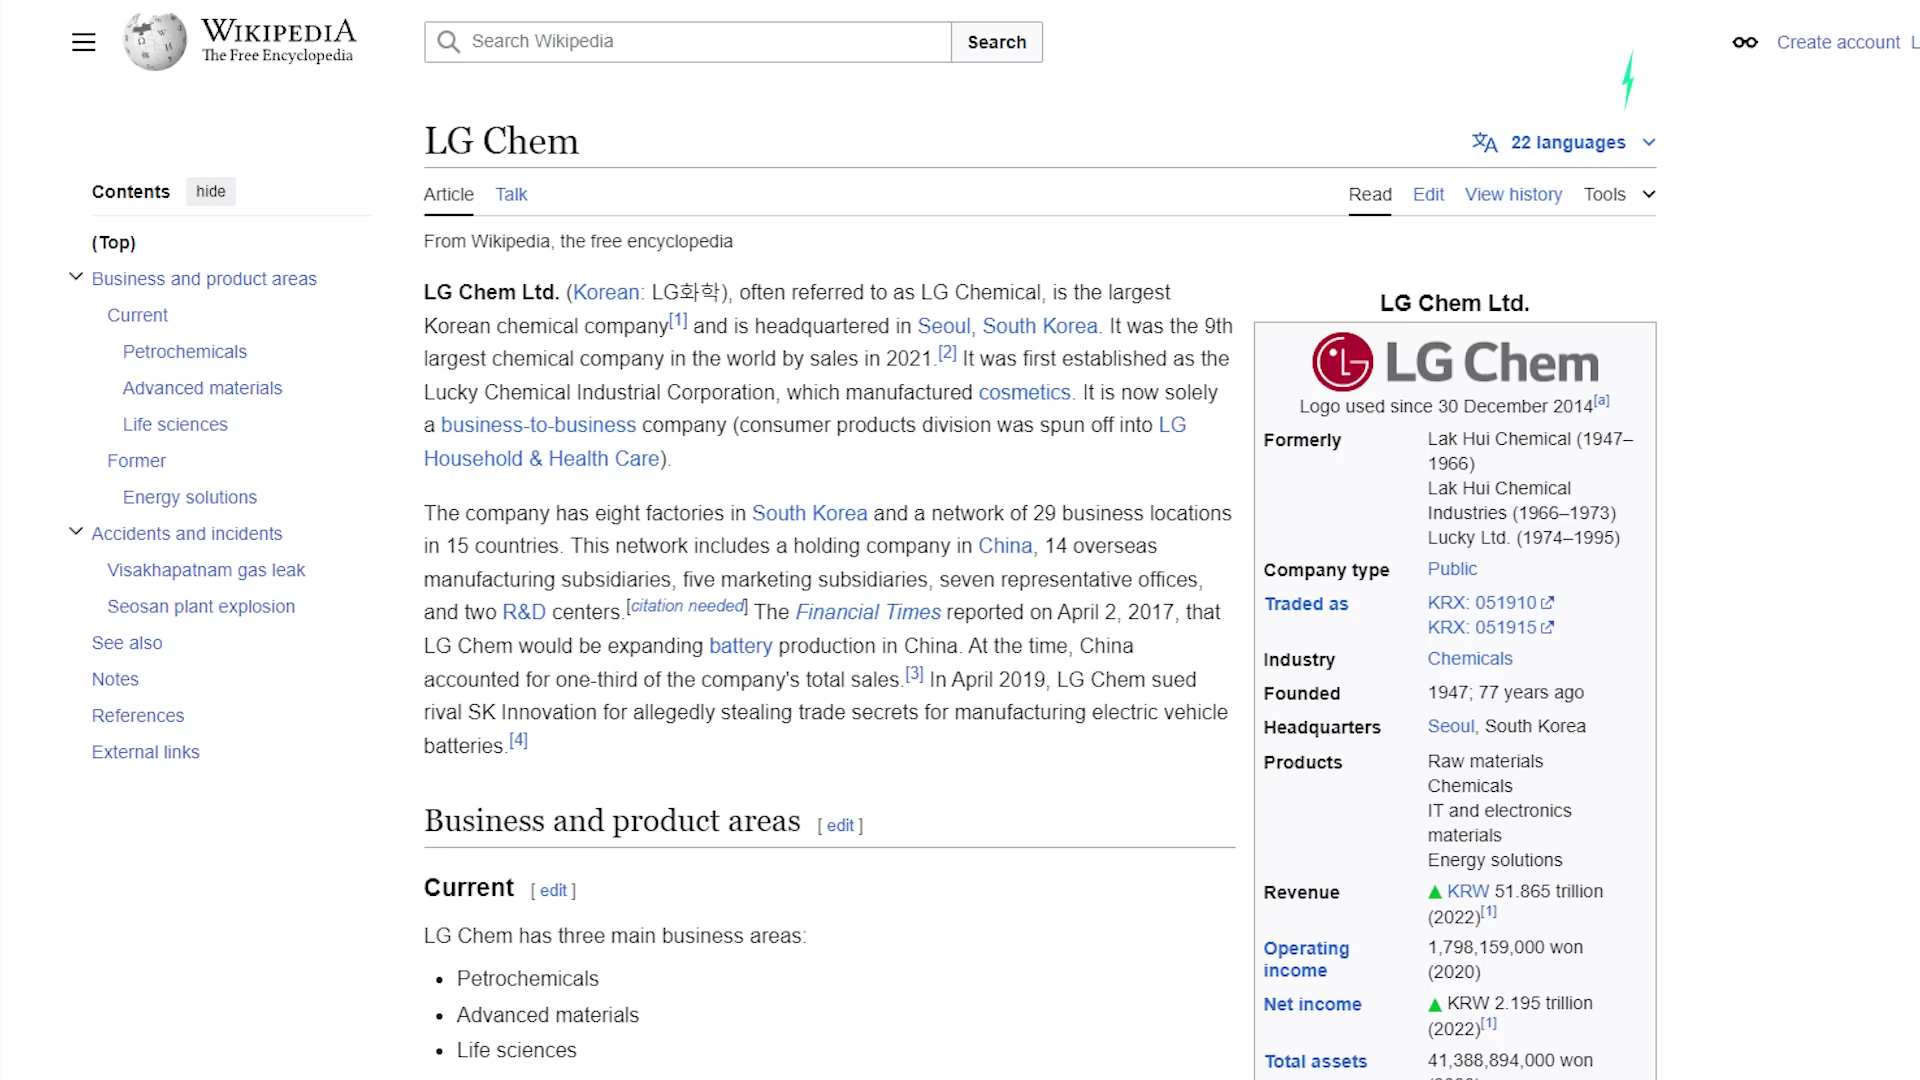 WIKIPEDIA
The Free Encyclopedia
Search Wikipedia
Search
Create account
LG Chem
22 languages
Contents hide
Article Talk
Read Edit View history Tools
(Top)
Business and product areas
Current
Petrochemicals
Advanced materials
Life sciences
Former
Energy solutions
Accidents and incidents
Visakhapatnam gas leak
Seosan plant explosion
See also
Notes
References
External links
From Wikipedia, the free encyclopedia
LG Chem Ltd. (Korean: LG화학), often referred to as LG Chemical, is the largest
Korean chemical company[1] and is headquartered in Seoul, South Korea. It was the 9th
largest chemical company in the world by sales in 2021.[2] It was first established as the
Lucky Chemical Industrial Corporation, which manufactured cosmetics. It is now solely
a business-to-business company (consumer products division was spun off into LG
Household & Health Care).
The company has eight factories in South Korea and a network of 29 business locations
in 15 countries. This network includes a holding company in China, 14 overseas
manufacturing subsidiaries, five marketing subsidiaries, seven representative offices,
and two R&D centers.[citation needed] The Financial Times reported on April 2, 2017, that
LG Chem would be expanding battery production in China. At the time, China
accounted for one-third of the company's total sales.[3] In April 2019, LG Chem sued
rival SK Innovation for allegedly stealing trade secrets for manufacturing electric vehicle
batteries.[4]
Business and product areas [ edit ]
Current [ edit ]
LG Chem has three main business areas:
• Petrochemicals
• Advanced materials
• Life sciences
LG Chem Ltd.
LG Chem
Logo used since 30 December 2014[a]
Formerly Lak Hui Chemical (1947–
1966)
Lak Hui Chemical
Industries (1966–1973)
Lucky Ltd. (1974–1995)
Company type Public
Traded as KRX: 051910
KRX: 051915
Industry Chemicals
Founded 1947; 77 years ago
Headquarters Seoul, South Korea
Products Raw materials
Chemicals
IT and electronics
materials
Energy solutions
Revenue ▲ KRW 51.865 trillion
(2022)[1]
Operating 1,798,159,000 won
income (2020)
Net income ▲ KRW 2.195 trillion
(2022)[1]
Total assets 41,388,894,000 won